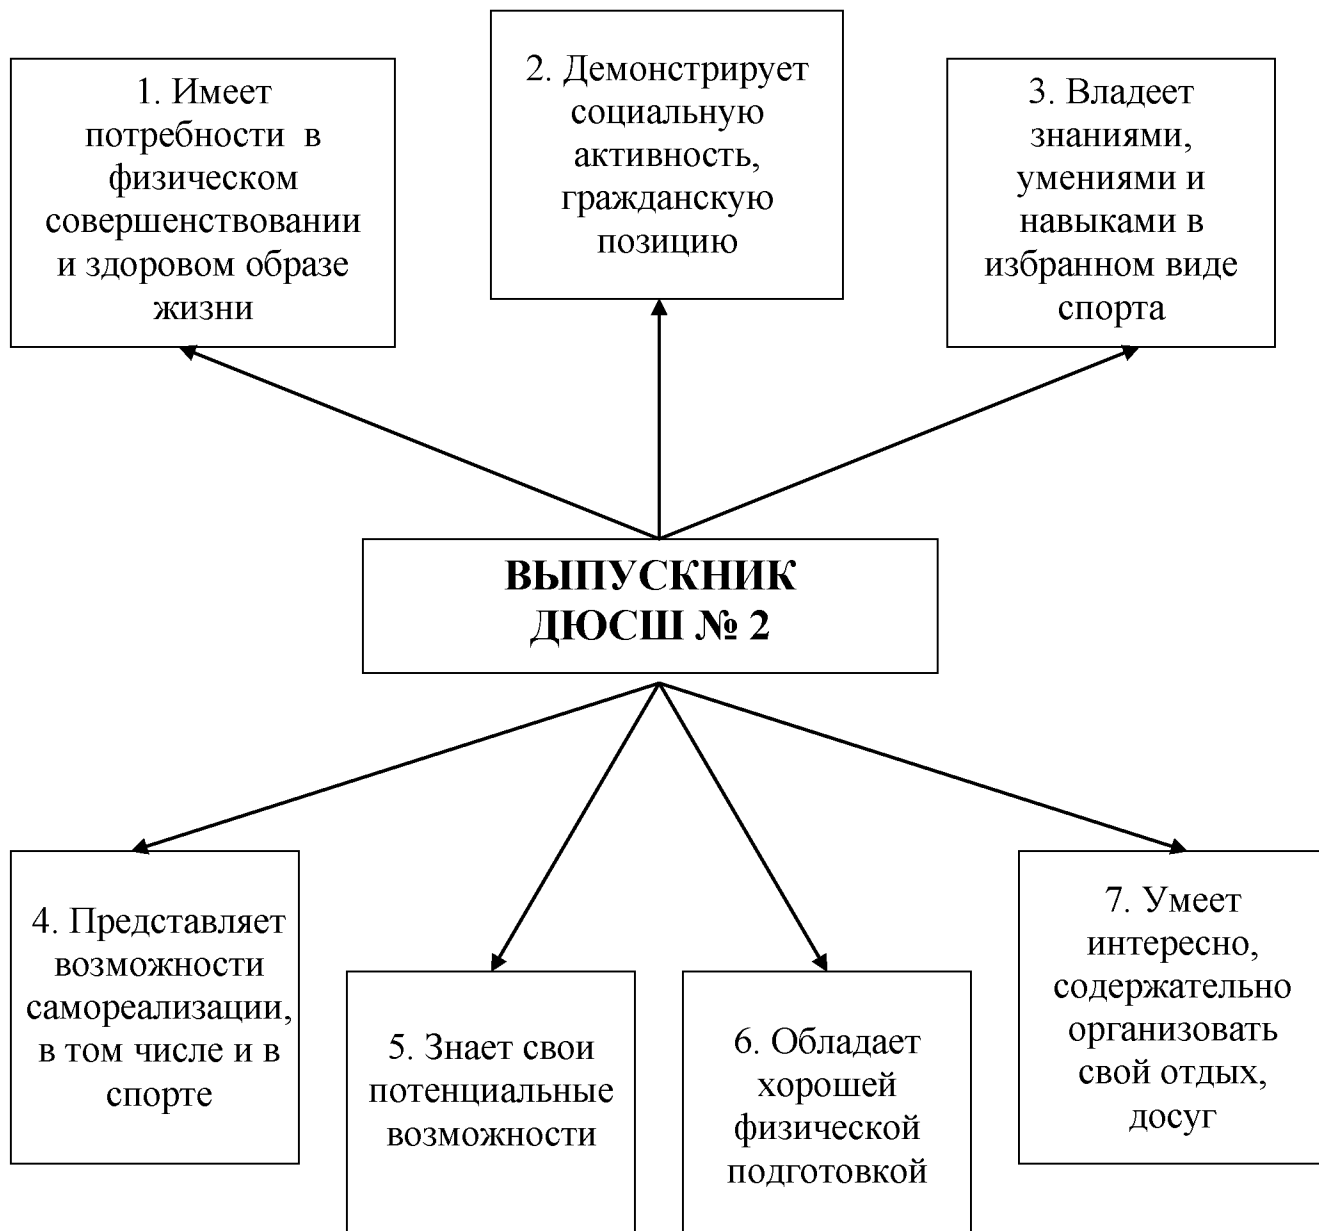 1. Имеет
потребности в
физическом
совершенствовании
и здоровом образе
жизни
2. Демонстрирует
социальную
активность,
гражданскую
позицию
3. Владеет
знаниями,
умениями и
навыками в
избранном виде
спорта
ВЫПУСКНИК
ДЮСШ № 2
4. Представляет
возможности
самореализации,
в том числе и в
спорте
5. Знает свои
потенциальные
возможности
6. Обладает
хорошей
физической
подготовкой
7. Умеет
интересно,
содержательно
организовать
свой отдых,
досуг